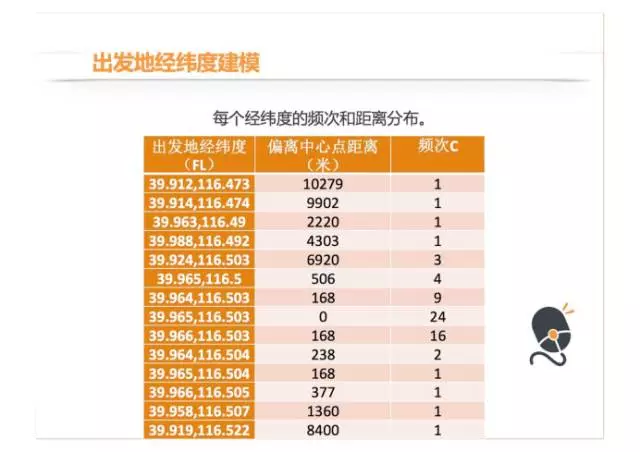 出发地经纬度建模
每个经纬度的频次和距离分布。
出发地经纬度 偏离中心点距离 频次C
（FL） （米）
39.912,116.473 10279 1
39.914,116.474 9902 1
39.963,116.49 2220 1
39.988,116.492 4303 1
39.924,116.503 6920 3
39.965,116.5 506 4
39.964,116.503 168 9
39.965,116.503 0 24
39.966,116.503 168 16
39.964,116.504 238 2
39.965,116.504 168 1
39.966,116.505 377 1
39.958,116.507 1360 1
39.919,116.522 8400 1